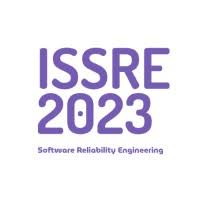 ISSRE
2023
Software Reliability Engineering